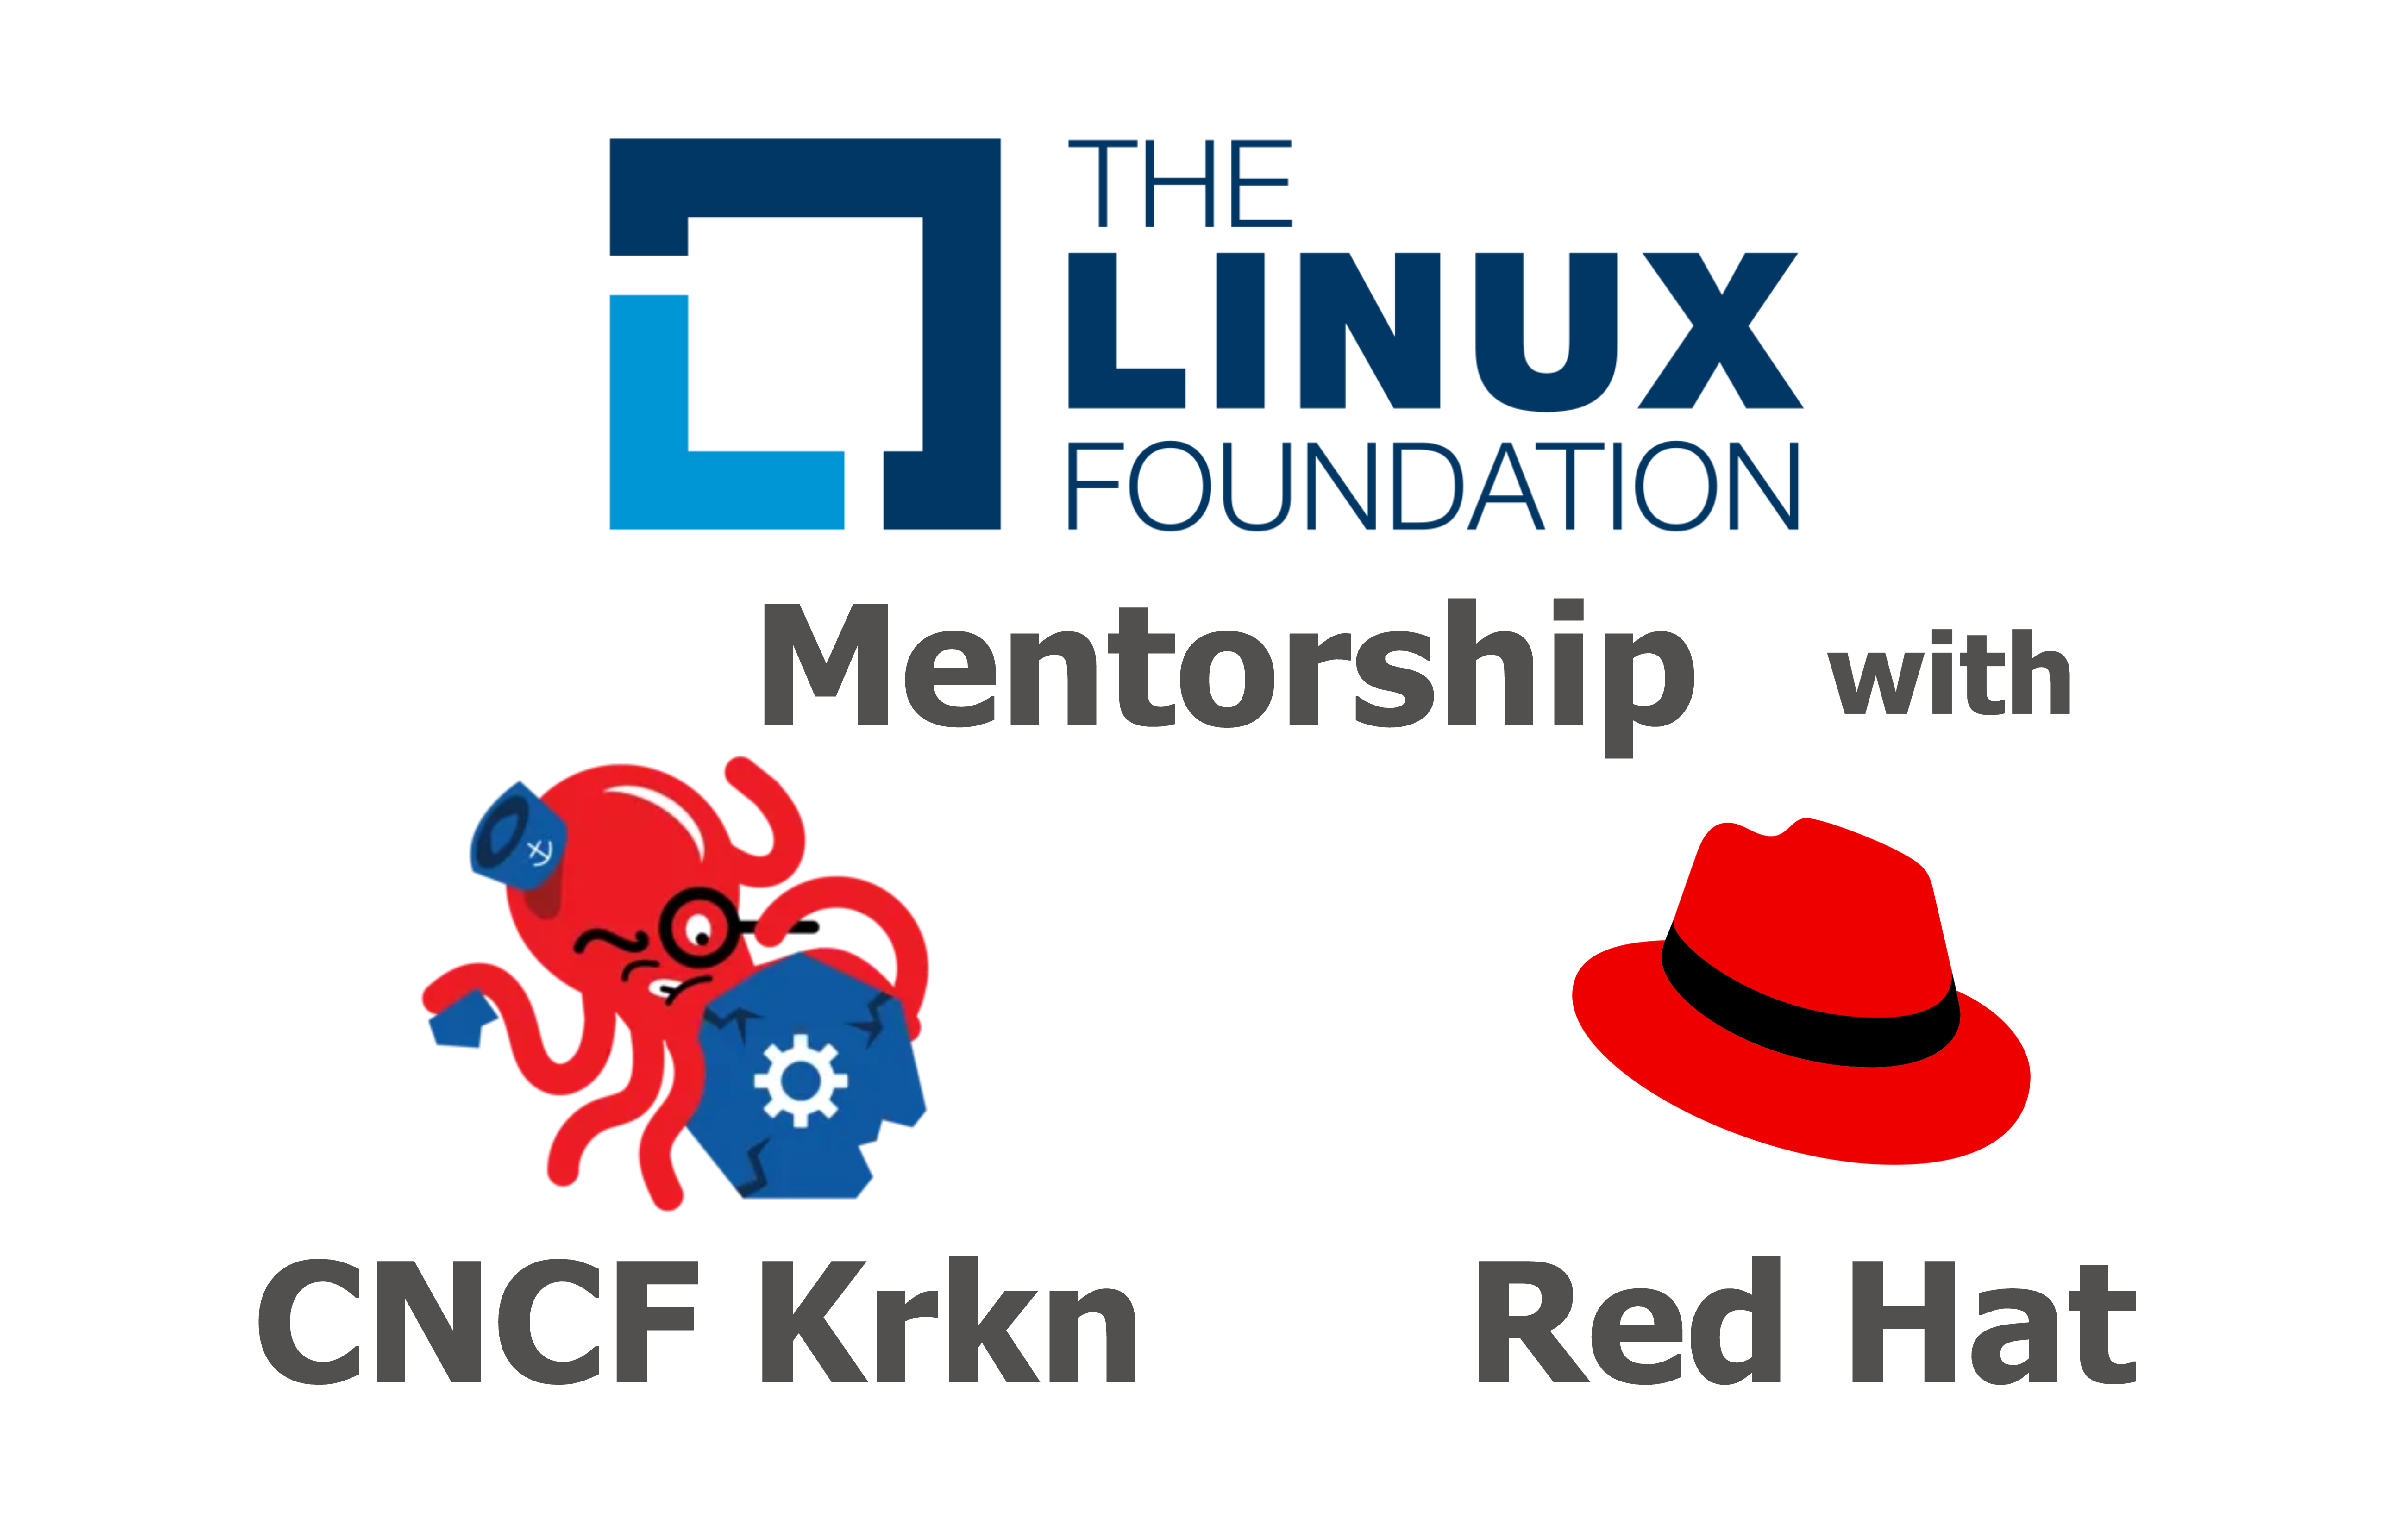 THE
LINUX
FOUNDATION
Mentorship with
CNCF Krkn
Red Hat